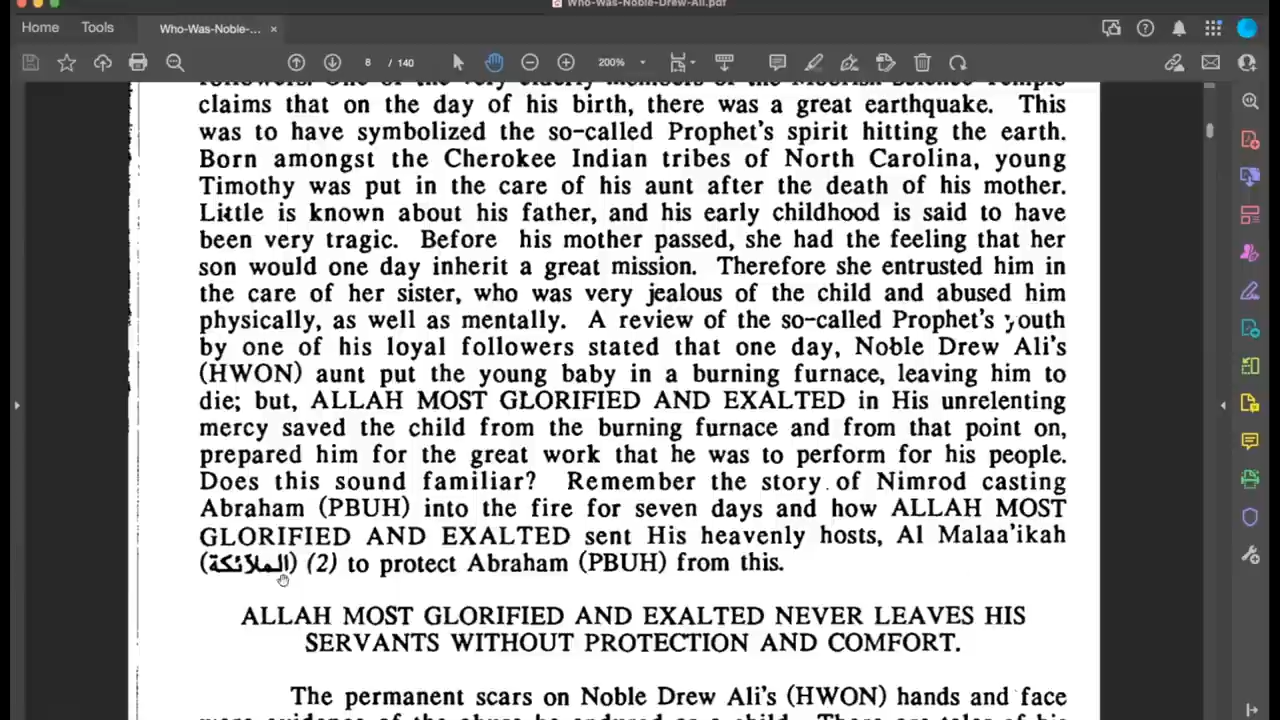 Who-Was-Noble-Drew-Ali.pdf
Home Tools Who-Was-Noble-... ×
8 / 140 200%
claims that on the day of his birth, there was a great earthquake. This
was to have symbolized the so-called Prophet's spirit hitting the earth.
Born amongst the Cherokee Indian tribes of North Carolina, young
Timothy was put in the care of his aunt after the death of his mother.
Little is known about his father, and his early childhood is said to have
been very tragic. Before his mother passed, she had the feeling that her
son would one day inherit a great mission. Therefore she entrusted him in
the care of her sister, who was very jealous of the child and abused him
physically, as well as mentally. A review of the so-called Prophet's youth
by one of his loyal followers stated that one day, Noble Drew Ali's
(HWON) aunt put the young baby in a burning furnace, leaving him to
die; but, ALLAH MOST GLORIFIED AND EXALTED in His unrelenting
mercy saved the child from the burning furnace and from that point on,
prepared him for the great work that he was to perform for his people.
Does this sound familiar? Remember the story of Nimrod casting
Abraham (PBUH) into the fire for seven days and how ALLAH MOST
GLORIFIED AND EXALTED sent His heavenly hosts, Al Malaa'ikah
(الملائكة) (2) to protect Abraham (PBUH) from this.
ALLAH MOST GLORIFIED AND EXALTED NEVER LEAVES HIS
SERVANTS WITHOUT PROTECTION AND COMFORT.
The permanent scars on Noble Drew Ali's (HWON) hands and face